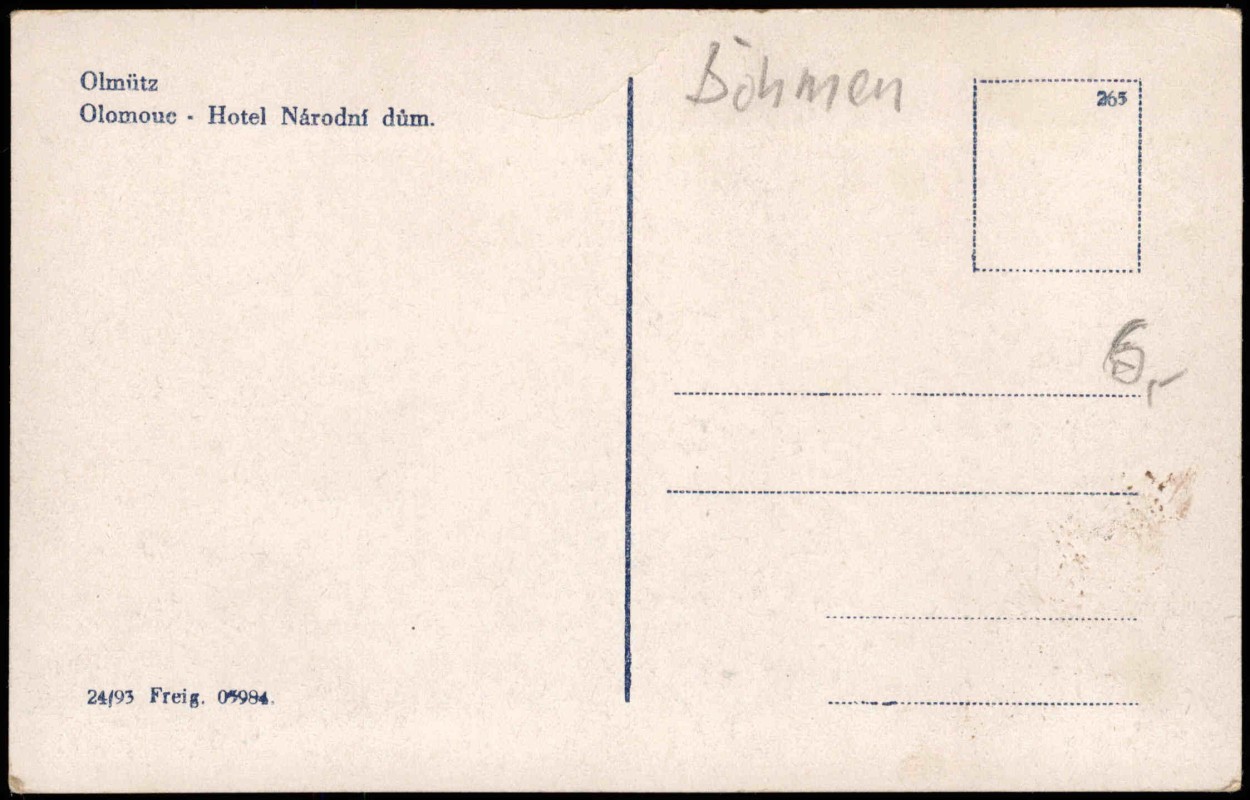 Olmütz
Olomouc - Hotel Národní dům.
Böhmen
265
6,-
24/93 Freig. 05984.